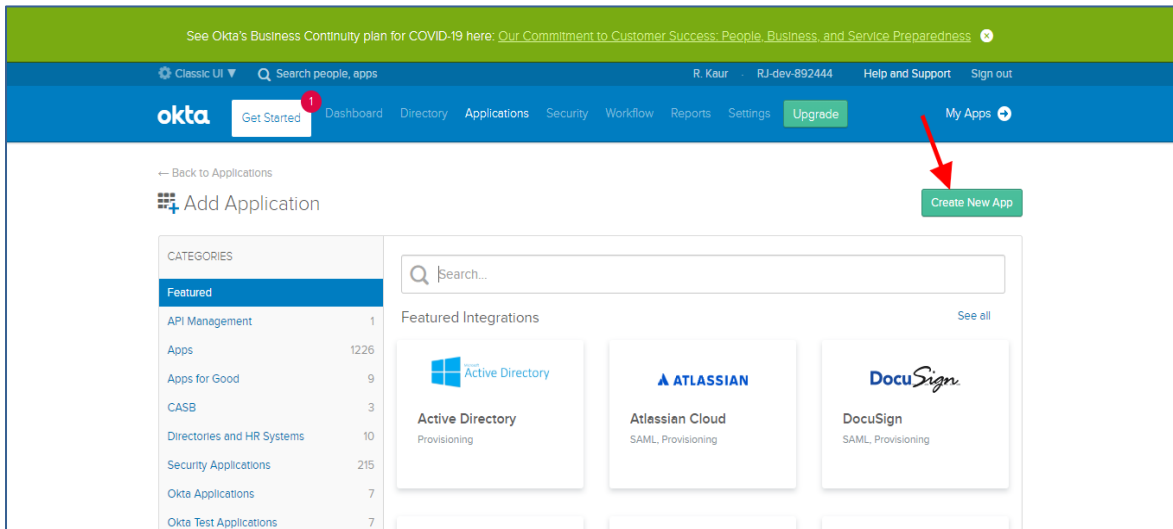 See Okta's Business Continuity plan for COVID-19 here: Our Commitment to Customer Success: People, Business, and Service Preparedness
Classic UI ▼ Search people, apps R. Kaur · RJ-dev-892444 Help and Support Sign out
okta Get Started 1 Dashboard Directory Applications Security Workflow Reports Settings Upgrade My Apps
← Back to Applications
Add Application Create New App
CATEGORIES
Search...
Featured
Featured Integrations See all
API Management 1
Apps 1226
Apps for Good 9
CASB 3
Directories and HR Systems 10
Security Applications 215
Okta Applications 7
Okta Test Applications 7
Microsoft Active Directory
Active Directory
Provisioning
ATLASSIAN
Atlassian Cloud
SAML, Provisioning
DocuSign
DocuSign
SAML, Provisioning